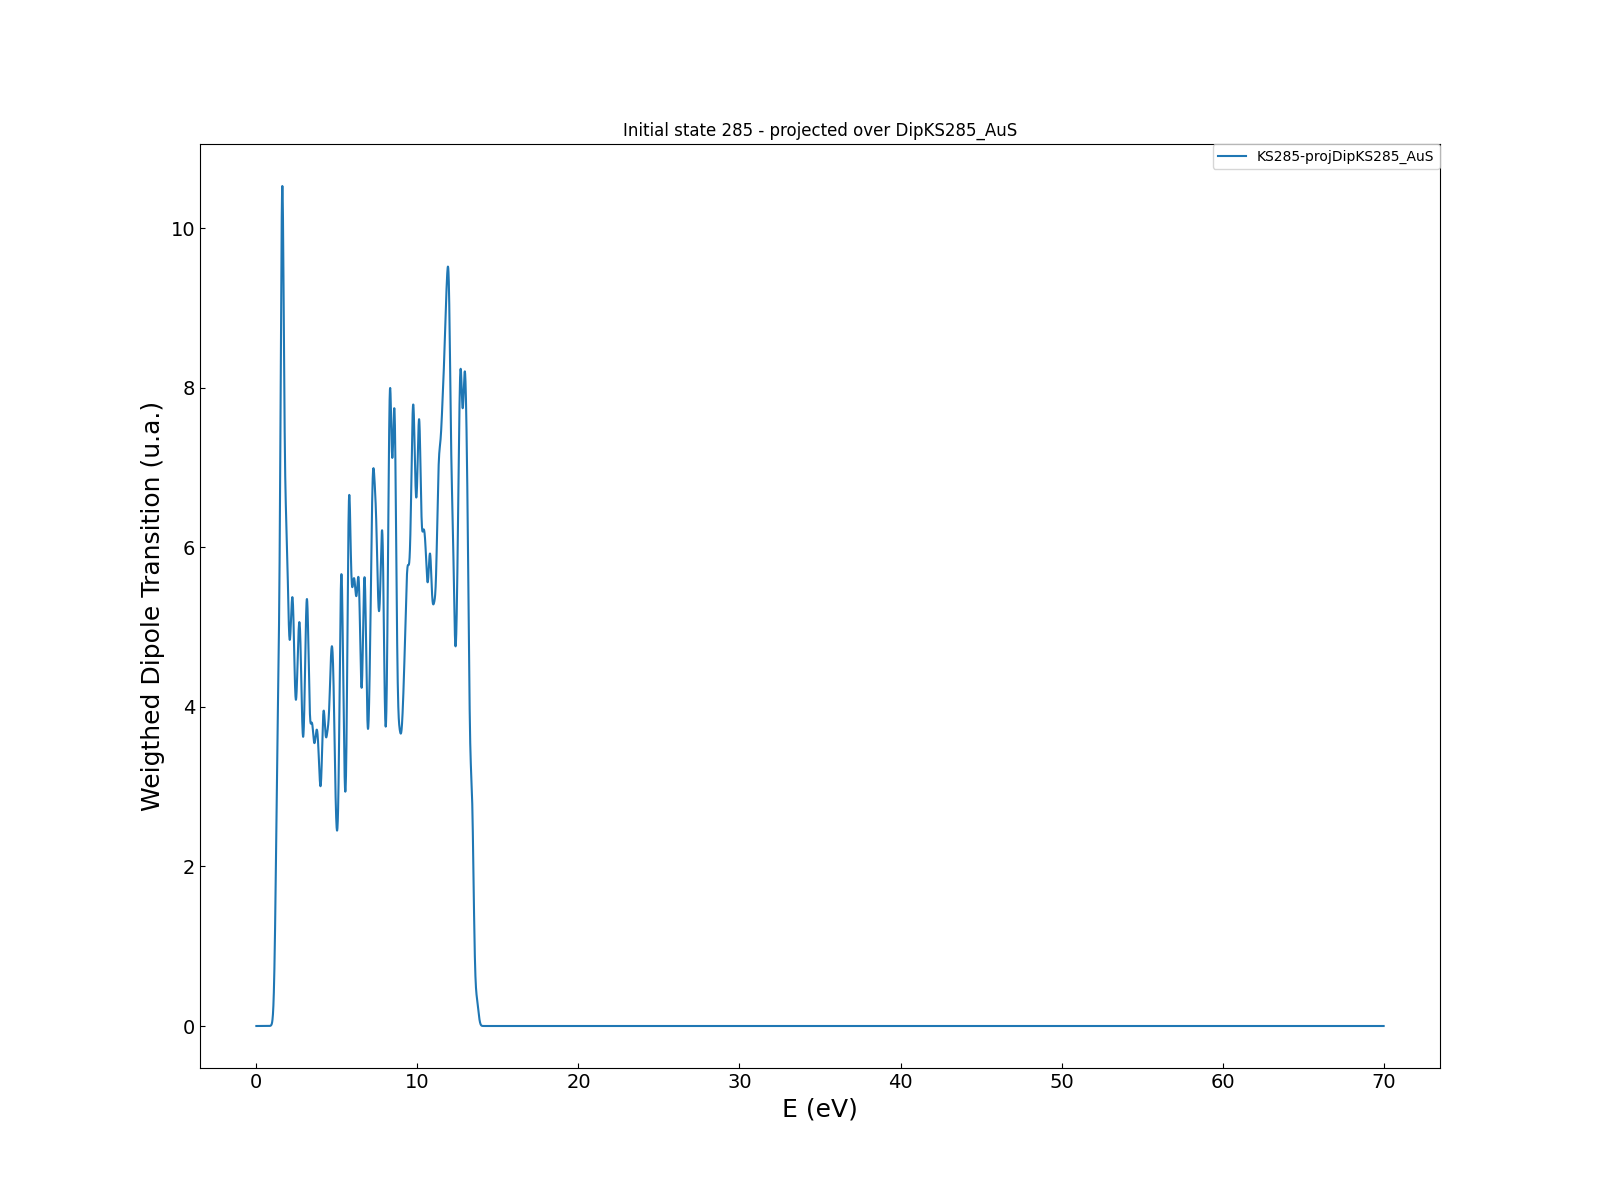 Initial state 285 - projected over DipKS285_AuS
KS285-projDipKS285_AuS
Weigthed Dipole Transition (u.a.)
10
8
6
4
2
0
0 10 20 30 40 50 60 70
E (eV)